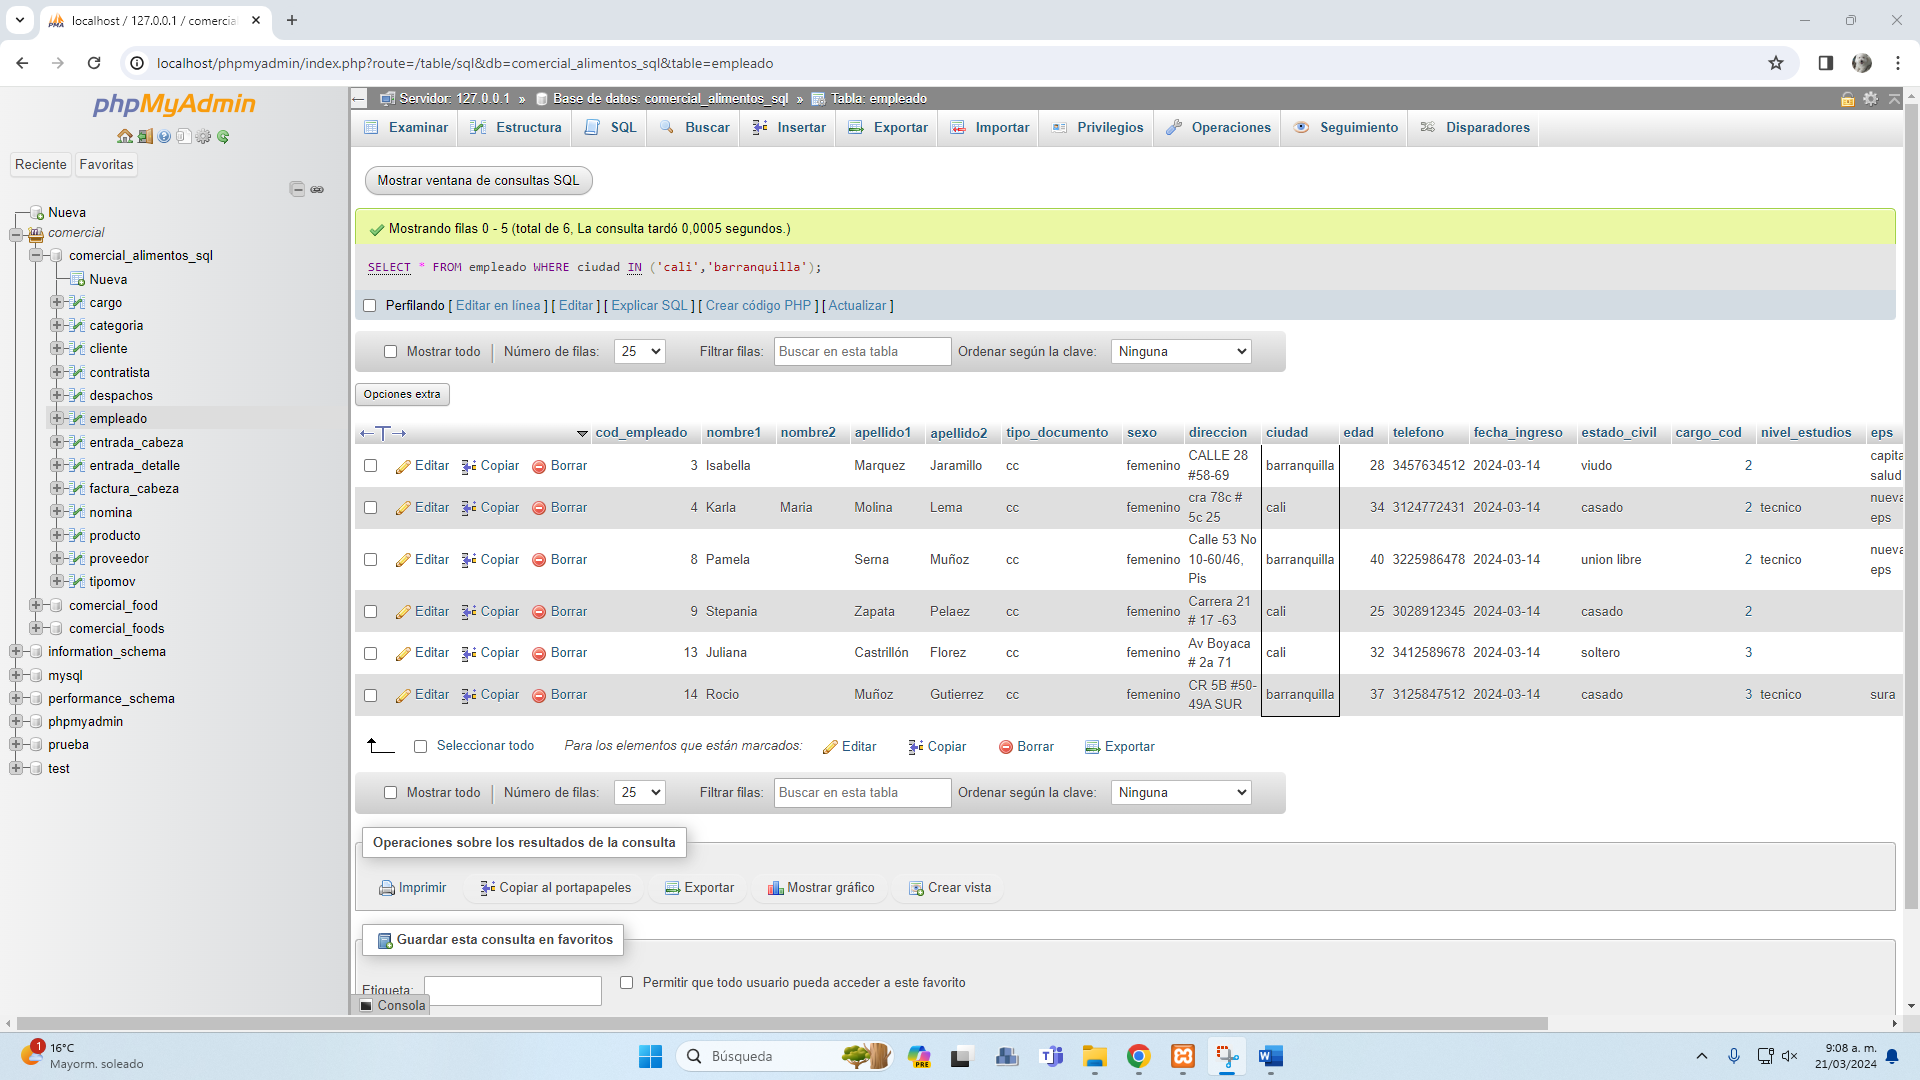 localhost / 127.0.0.1 / comercia
localhost/phpmyadmin/index.php?route=/table/sql&db=comercial_alimentos_sql&table=empleado
phpMyAdmin
Reciente Favoritas
Nueva
comercial
comercial_alimentos_sql
Nueva
cargo
categoria
cliente
contratista
despachos
empleado
entrada_cabeza
entrada_detalle
factura_cabeza
nomina
producto
proveedor
tipomov
comercial_food
comercial_foods
information_schema
mysql
performance_schema
phpmyadmin
prueba
test
Servidor: 127.0.0.1 » Base de datos: comercial_alimentos_sql » Tabla: empleado
Examinar Estructura SQL Buscar Insertar Exportar Importar Privilegios Operaciones Seguimiento Disparadores
Mostrar ventana de consultas SQL
Mostrando filas 0 - 5 (total de 6, La consulta tardó 0,0005 segundos.)
SELECT * FROM empleado WHERE ciudad IN ('cali','barranquilla');
Perfilando [ Editar en línea ] [ Editar ] [ Explicar SQL ] [ Crear código PHP ] [ Actualizar ]
Mostrar todo Número de filas: 25 Filtrar filas: Buscar en esta tabla Ordenar según la clave: Ninguna
Opciones extra
cod_empleado nombre1 nombre2 apellido1 apellido2 tipo_documento sexo direccion ciudad edad telefono fecha_ingreso estado_civil cargo_cod nivel_estudios eps
Editar Copiar Borrar 3 Isabella Marquez Jaramillo cc femenino CALLE 28 #58-69 barranquilla 28 3457634512 2024-03-14 viudo 2 capita salud
Editar Copiar Borrar 4 Karla Maria Molina Lema cc femenino cra 78c # 5c 25 cali 34 3124772431 2024-03-14 casado 2 tecnico nueva eps
Editar Copiar Borrar 8 Pamela Serna Muñoz cc femenino Calle 53 No 10-60/46, Pis barranquilla 40 3225986478 2024-03-14 union libre 2 tecnico nueva eps
Editar Copiar Borrar 9 Stepania Zapata Pelaez cc femenino Carrera 21 # 17 -63 cali 25 3028912345 2024-03-14 casado 2
Editar Copiar Borrar 13 Juliana Castrillón Florez cc femenino Av Boyaca # 2a 71 cali 32 3412589678 2024-03-14 soltero 3
Editar Copiar Borrar 14 Rocio Muñoz Gutierrez cc femenino CR 5B #50-49A SUR barranquilla 37 3125847512 2024-03-14 casado 3 tecnico sura
Seleccionar todo Para los elementos que están marcados: Editar Copiar Borrar Exportar
Mostrar todo Número de filas: 25 Filtrar filas: Buscar en esta tabla Ordenar según la clave: Ninguna
Operaciones sobre los resultados de la consulta
Imprimir Copiar al portapapeles Exportar Mostrar gráfico Crear vista
Guardar esta consulta en favoritos
Etiqueta: Permitir que todo usuario pueda acceder a este favorito
Consola
1 16°C
Mayorm. soleado
Búsqueda
PRE
9:08 a. m.
21/03/2024